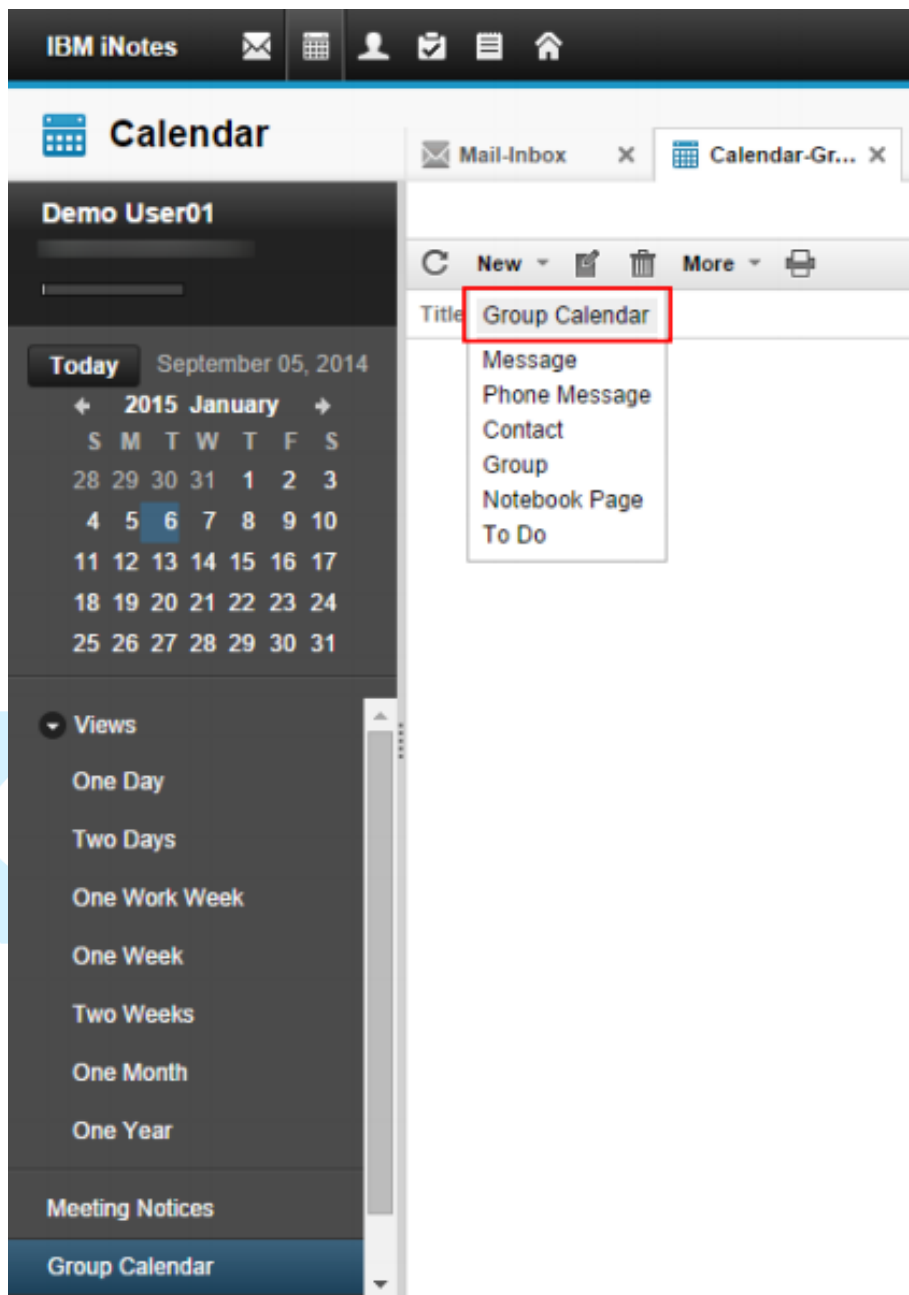 IBM iNotes
Calendar
Mail-Inbox
Calendar-Gr...
Demo User01
New
More
Title
Group Calendar
Message
Phone Message
Contact
Group
Notebook Page
To Do
Today September 05, 2014
2015 January
S M T W T F S
28 29 30 31 1 2 3
4 5 6 7 8 9 10
11 12 13 14 15 16 17
18 19 20 21 22 23 24
25 26 27 28 29 30 31
Views
One Day
Two Days
One Work Week
One Week
Two Weeks
One Month
One Year
Meeting Notices
Group Calendar